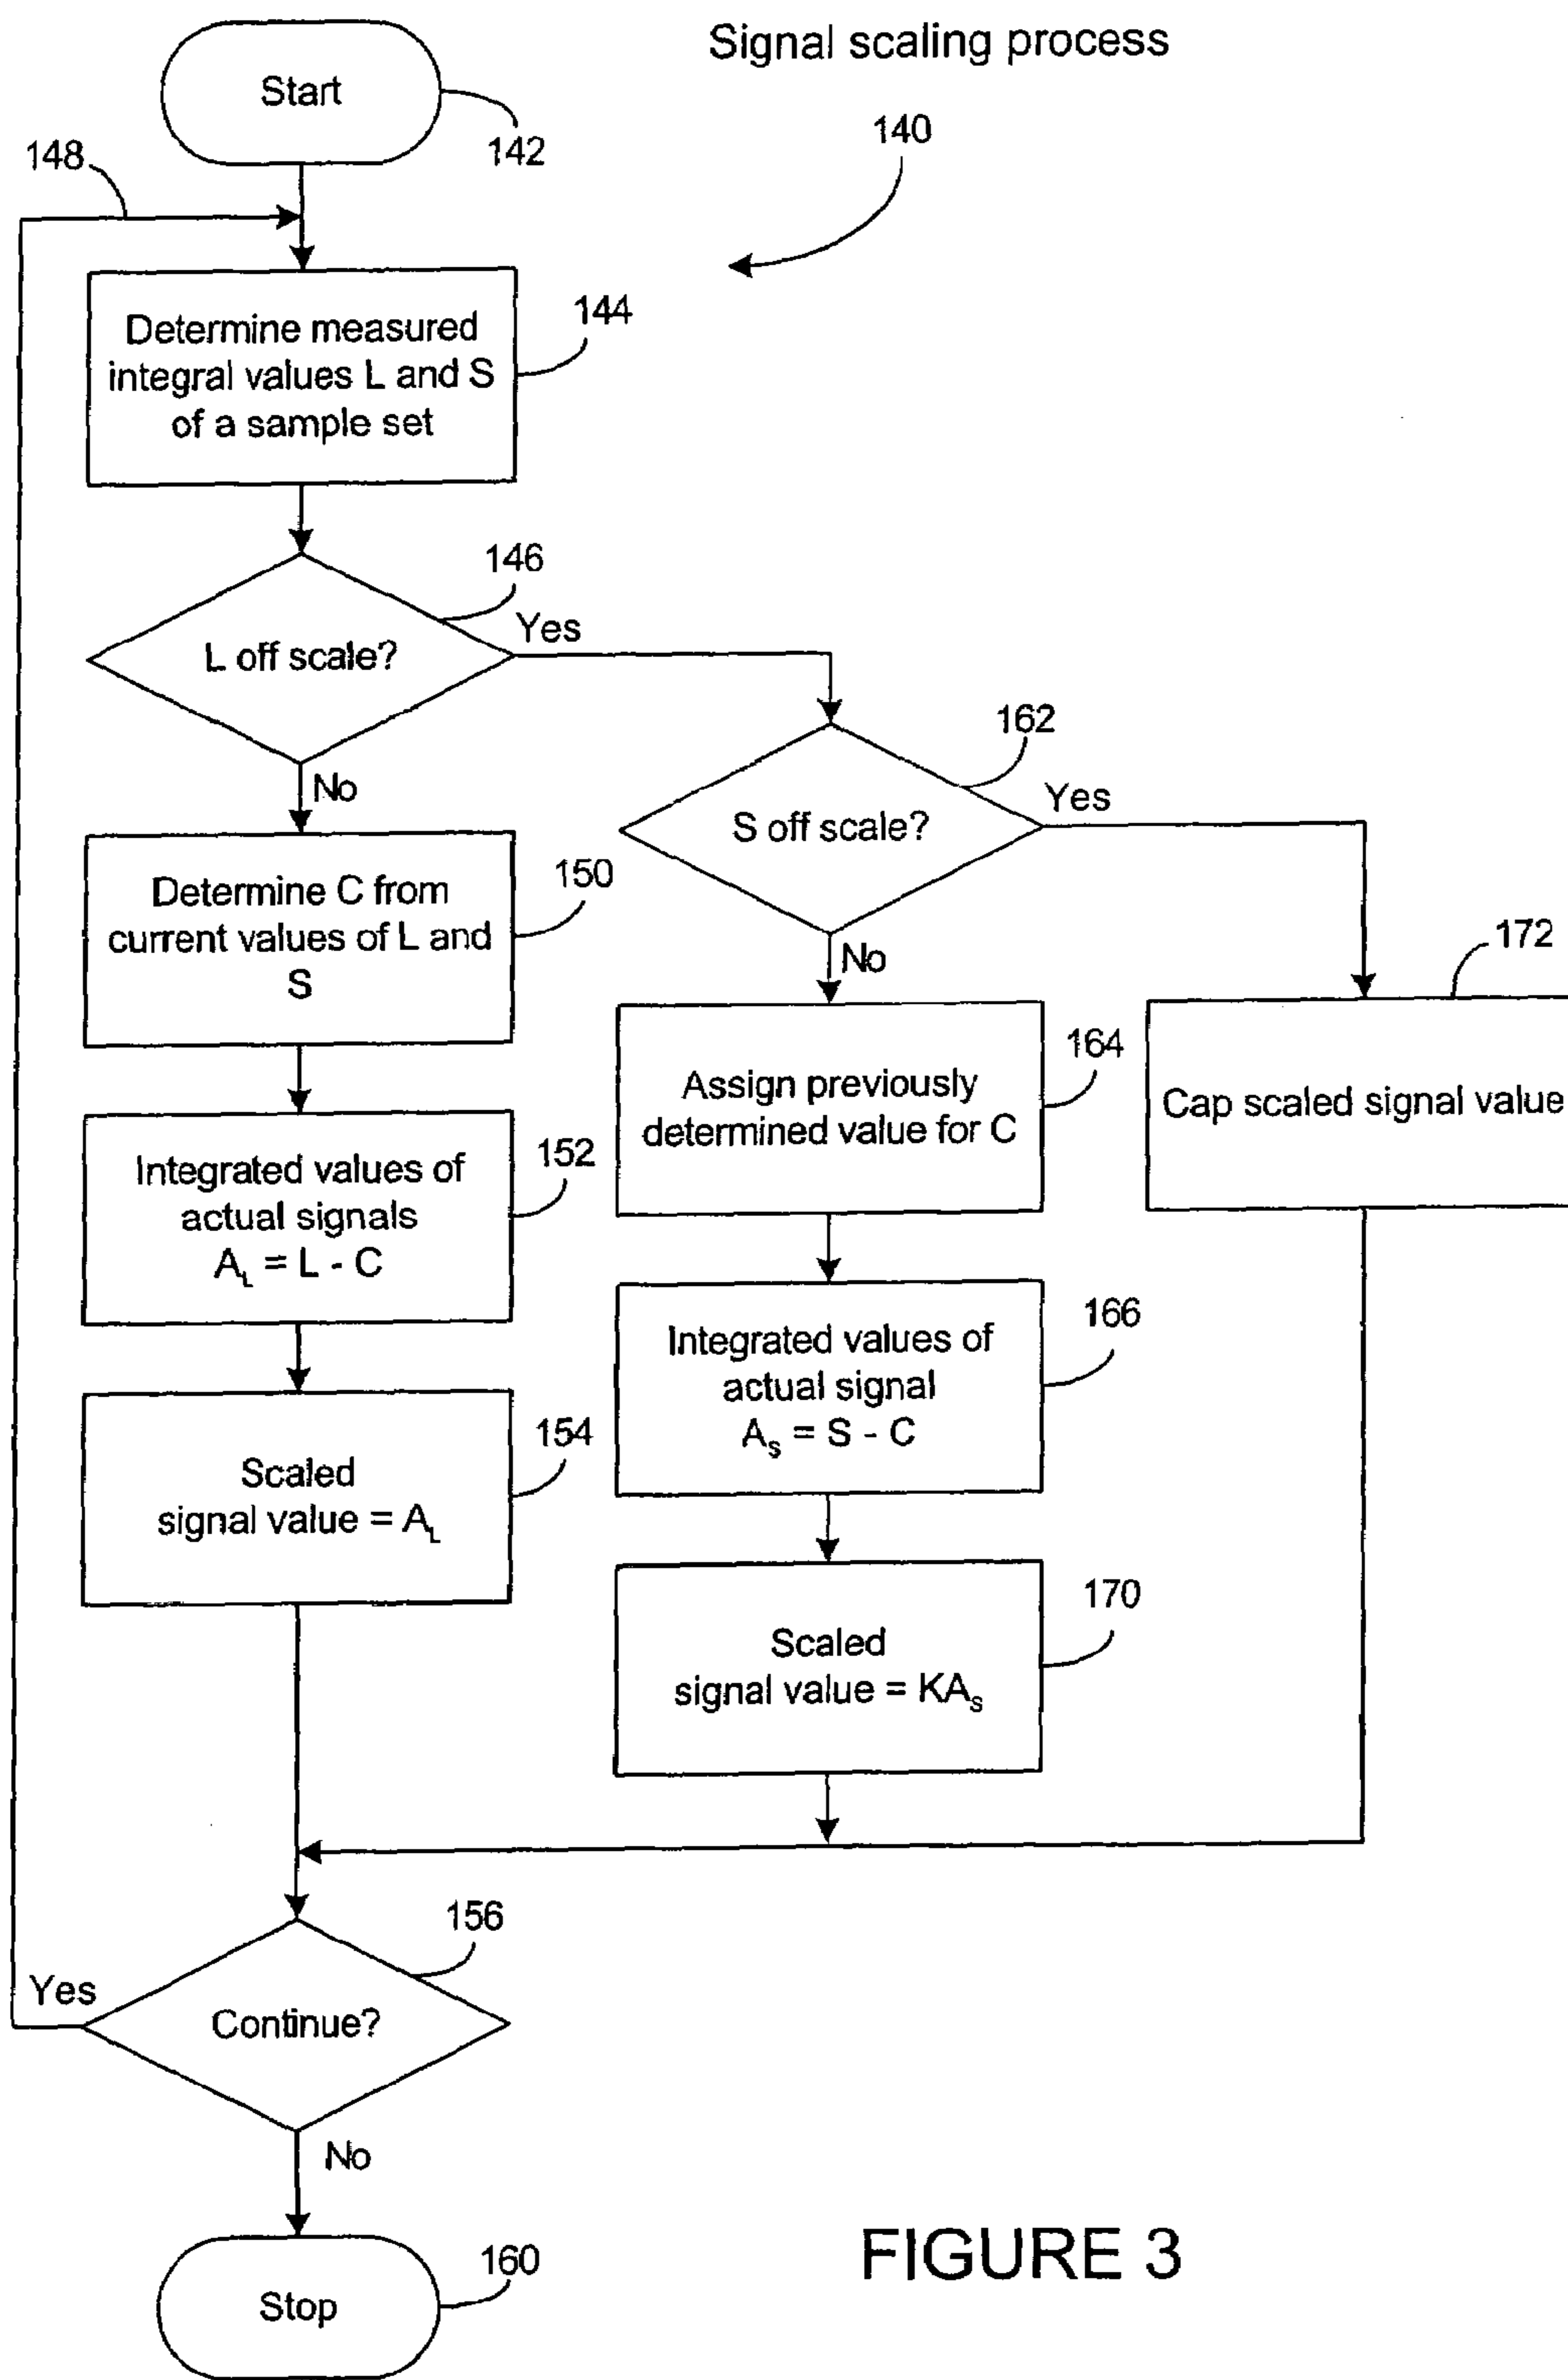 Signal scaling process
Start
142
140
148
Determine measured
integral values L and S
of a sample set
144
146
L off scale?
Yes
No
162
S off scale?
Yes
No
Determine C from
current values of L and
S
150
172
Assign previously
determined value for C
164
Cap scaled signal value
Integrated values of
actual signals
A_L = L - C
152
Integrated values of
actual signal
A_S = S - C
166
Scaled
signal value = A_L
154
Scaled
signal value = KA_S
170
156
Continue?
Yes
No
Stop
160
FIGURE 3